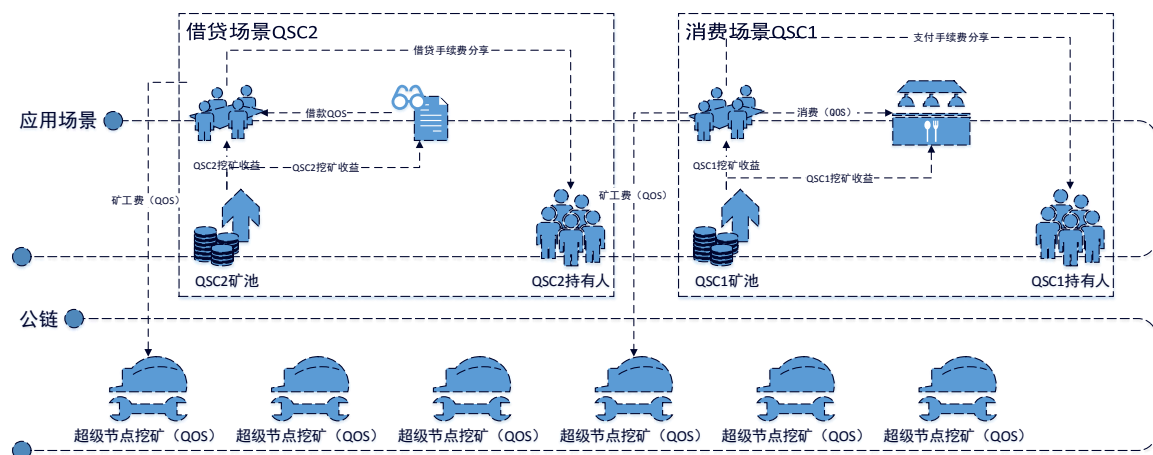 借贷场景QSC2
消费场景QSC1
借贷手续费分享
支付手续费分享
应用场景
借款QOS
消费（QOS）
QSC2挖矿收益
QSC2挖矿收益
QSC1挖矿收益
QSC1挖矿收益
矿工费（QOS）
矿工费（QOS）
QSC2矿池
QSC2持有人
QSC1矿池
QSC1持有人
公链
超级节点挖矿（QOS）
超级节点挖矿（QOS）
超级节点挖矿（QOS）
超级节点挖矿（QOS）
超级节点挖矿（QOS）
超级节点挖矿（QOS）